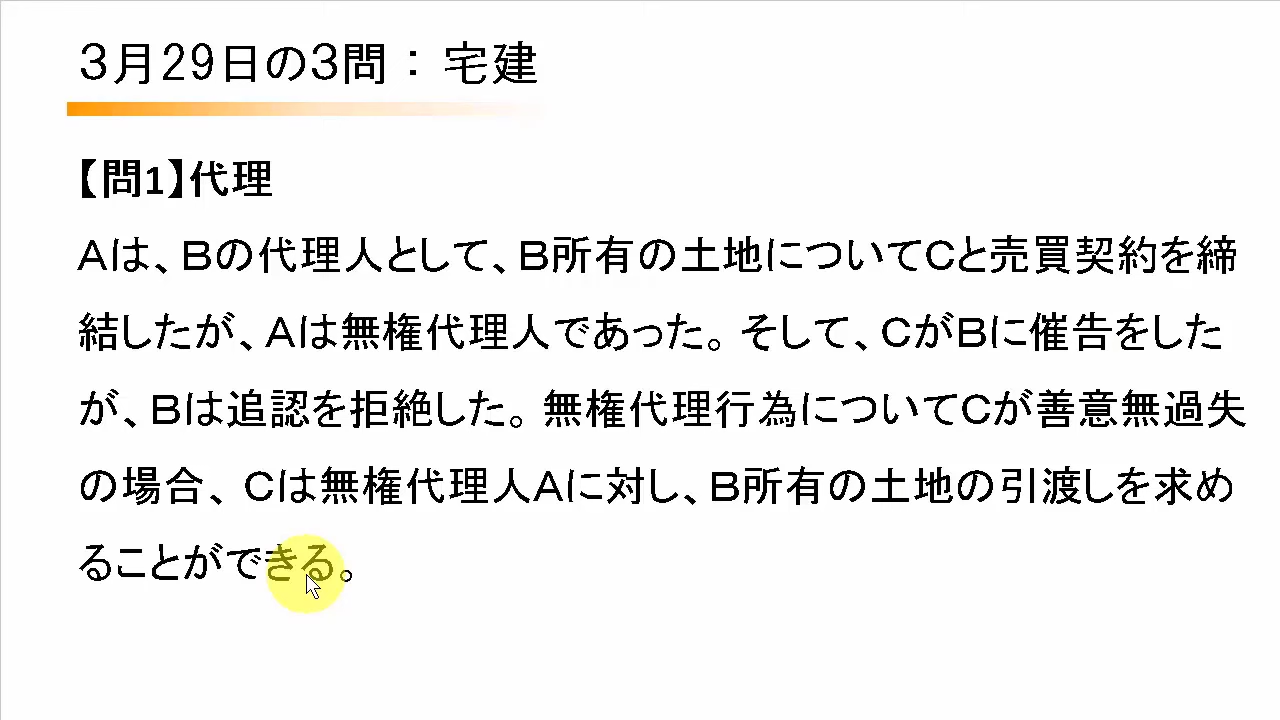 ３月29日の３問：宅建
【問1】代理
Ａは、Ｂの代理人として、Ｂ所有の土地についてＣと売買契約を締
結したが、Ａは無権代理人であった。そして、ＣがＢに催告をした
が、Ｂは追認を拒絶した。無権代理行為についてＣが善意無過失
の場合、Ｃは無権代理人Ａに対し、Ｂ所有の土地の引渡しを求め
ることができる。